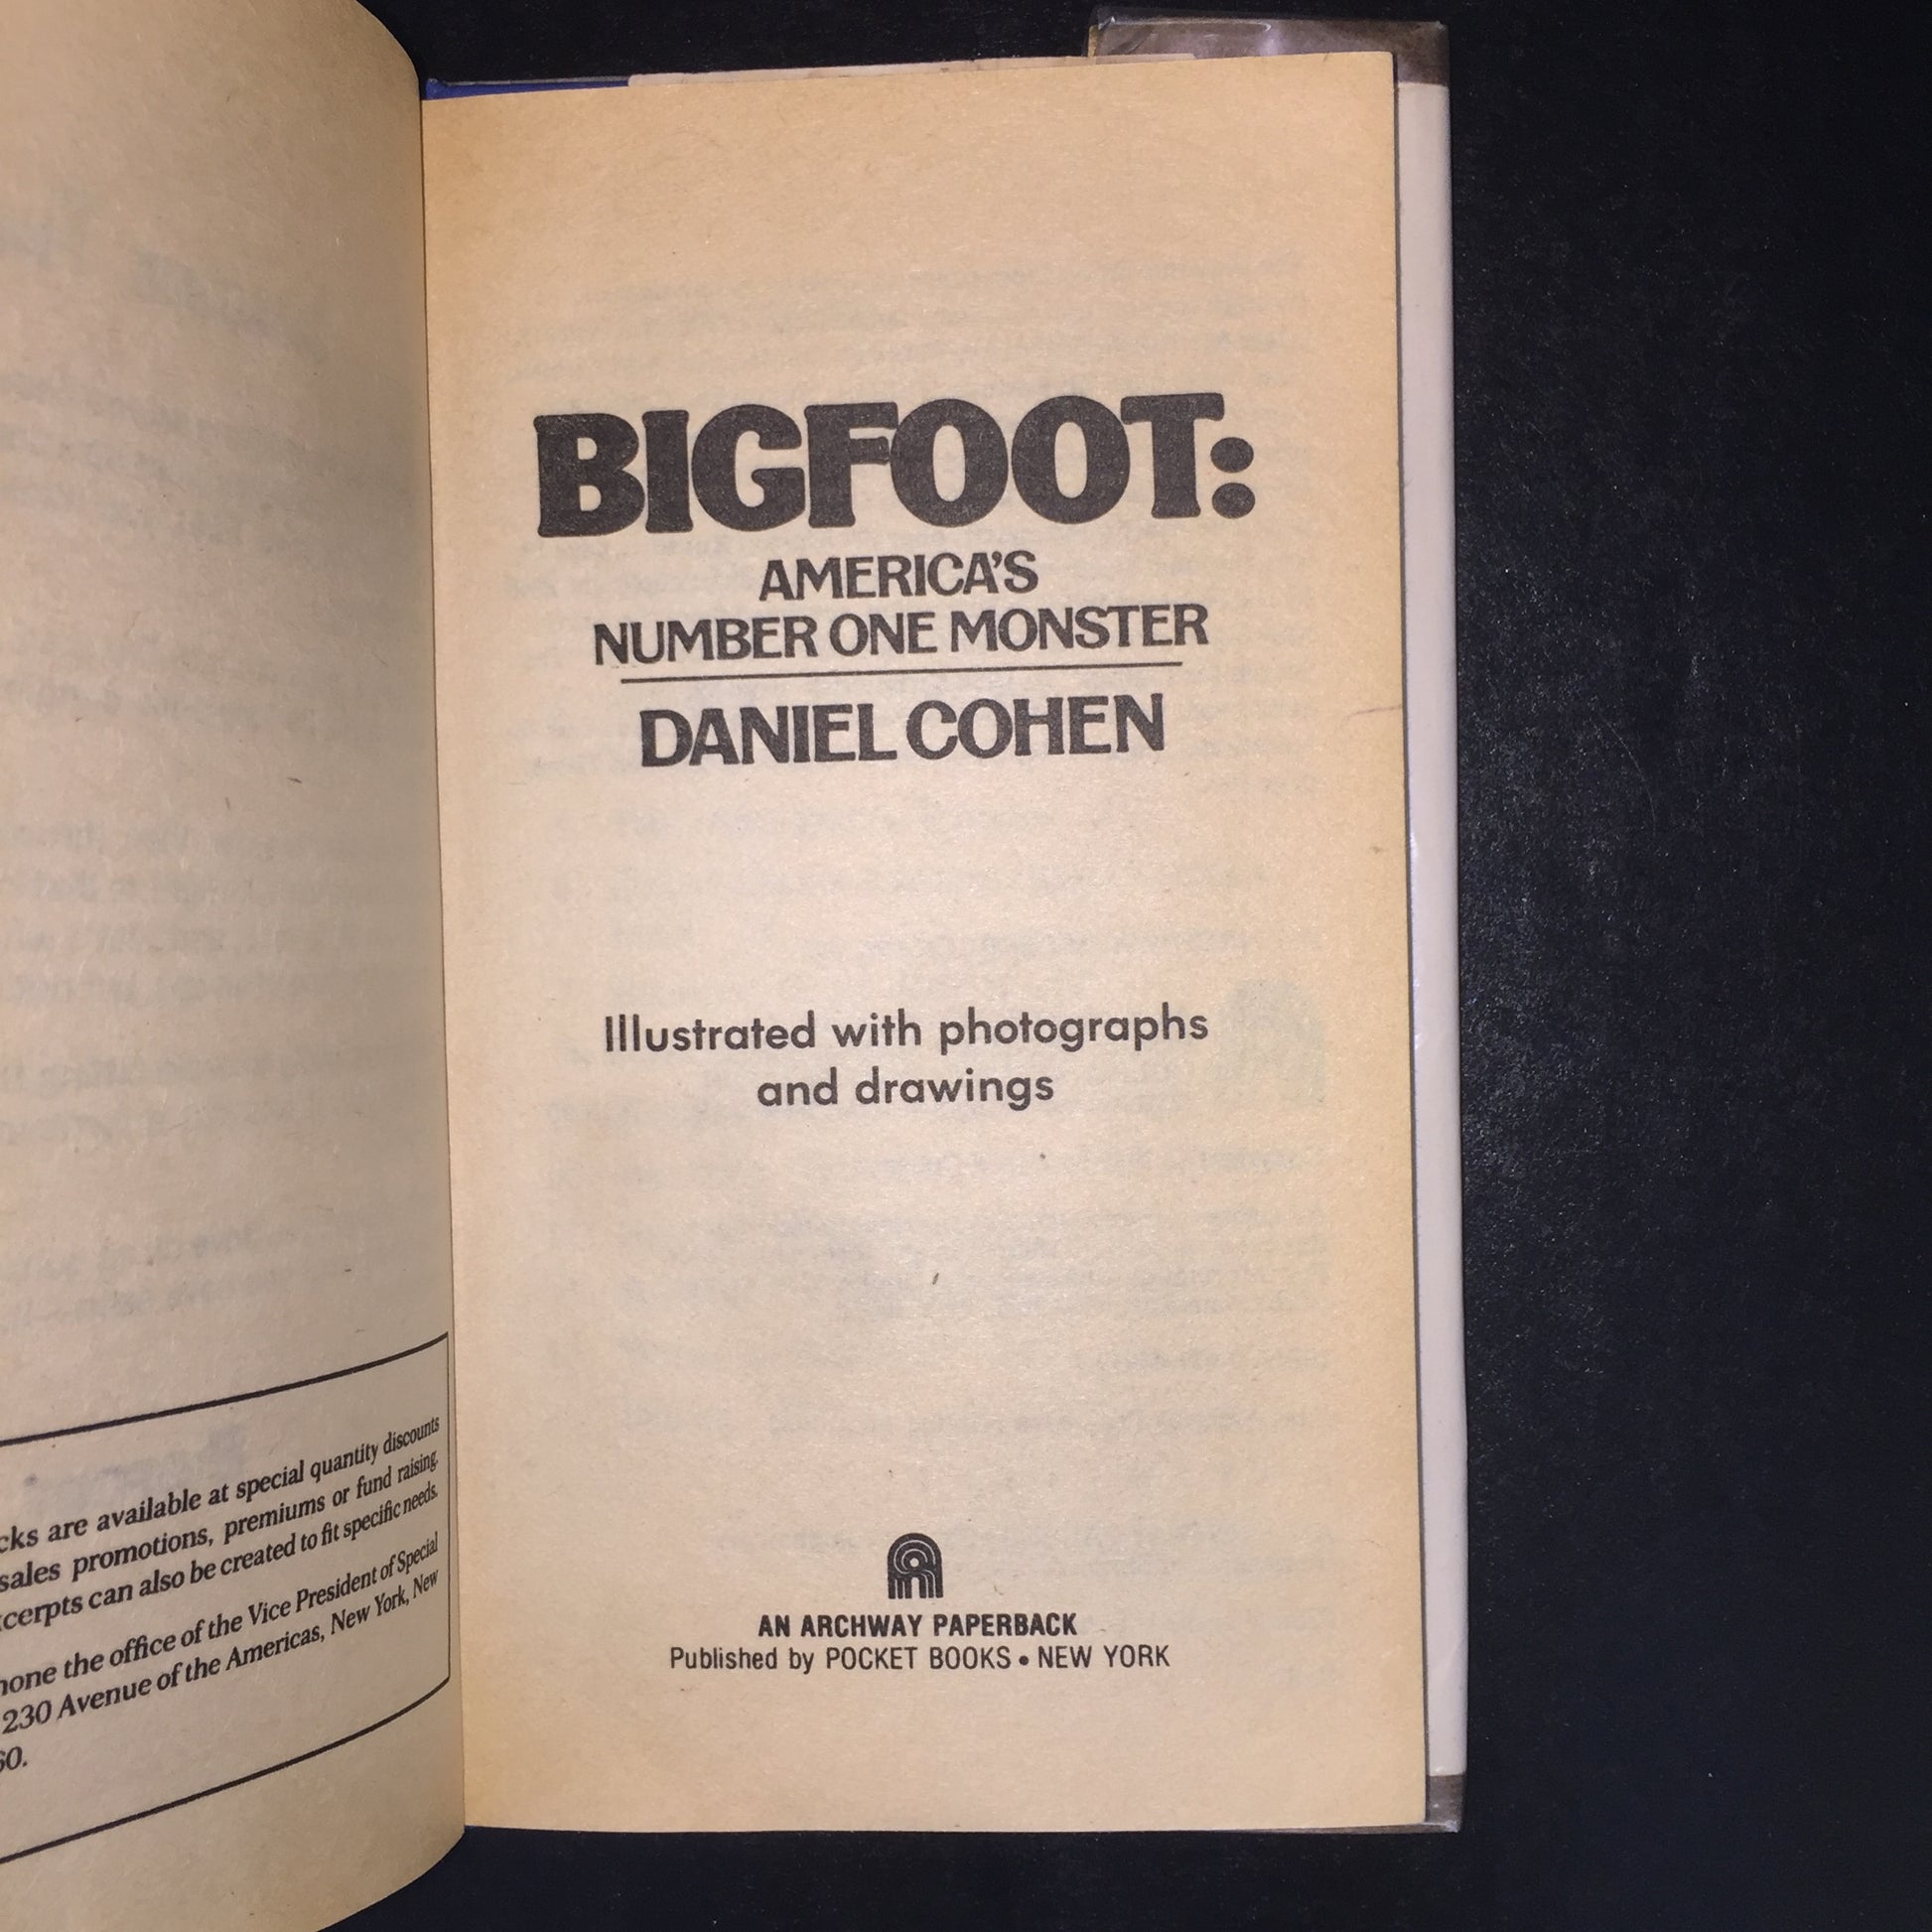 cks are available at special quantity discounts
sales promotions, premiums or fund raising.
xcerpts can also be created to fit specific needs.
hone the office of the Vice President of Special
230 Avenue of the Americas, New York, New
60.
BIGFOOT:
AMERICA'S
NUMBER ONE MONSTER
DANIEL COHEN
Illustrated with photographs
and drawings
AN ARCHWAY PAPERBACK
Published by POCKET BOOKS • NEW YORK